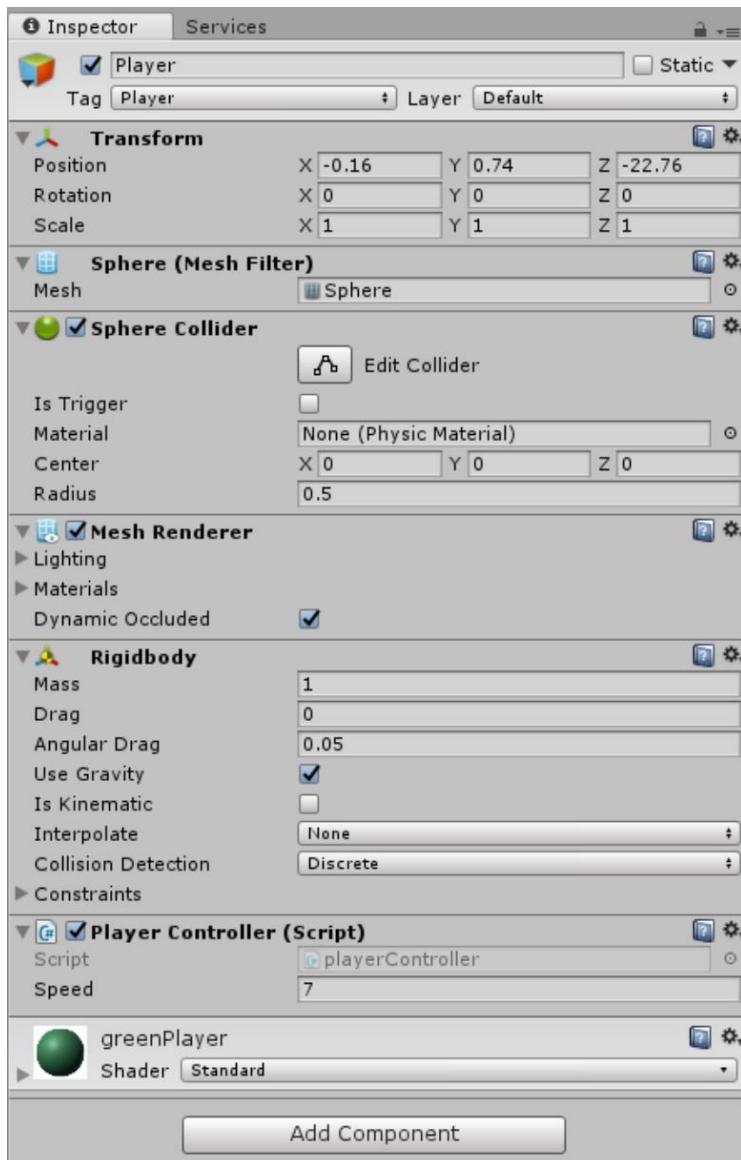 Inspector Services
Player Static
Tag Player Layer Default
Transform
Position X -0.16 Y 0.74 Z -22.76
Rotation X 0 Y 0 Z 0
Scale X 1 Y 1 Z 1
Sphere (Mesh Filter)
Mesh Sphere
Sphere Collider
Edit Collider
Is Trigger
Material None (Physic Material)
Center X 0 Y 0 Z 0
Radius 0.5
Mesh Renderer
Lighting
Materials
Dynamic Occluded
Rigidbody
Mass 1
Drag 0
Angular Drag 0.05
Use Gravity
Is Kinematic
Interpolate None
Collision Detection Discrete
Constraints
Player Controller (Script)
Script playerController
Speed 7
greenPlayer
Shader Standard
Add Component